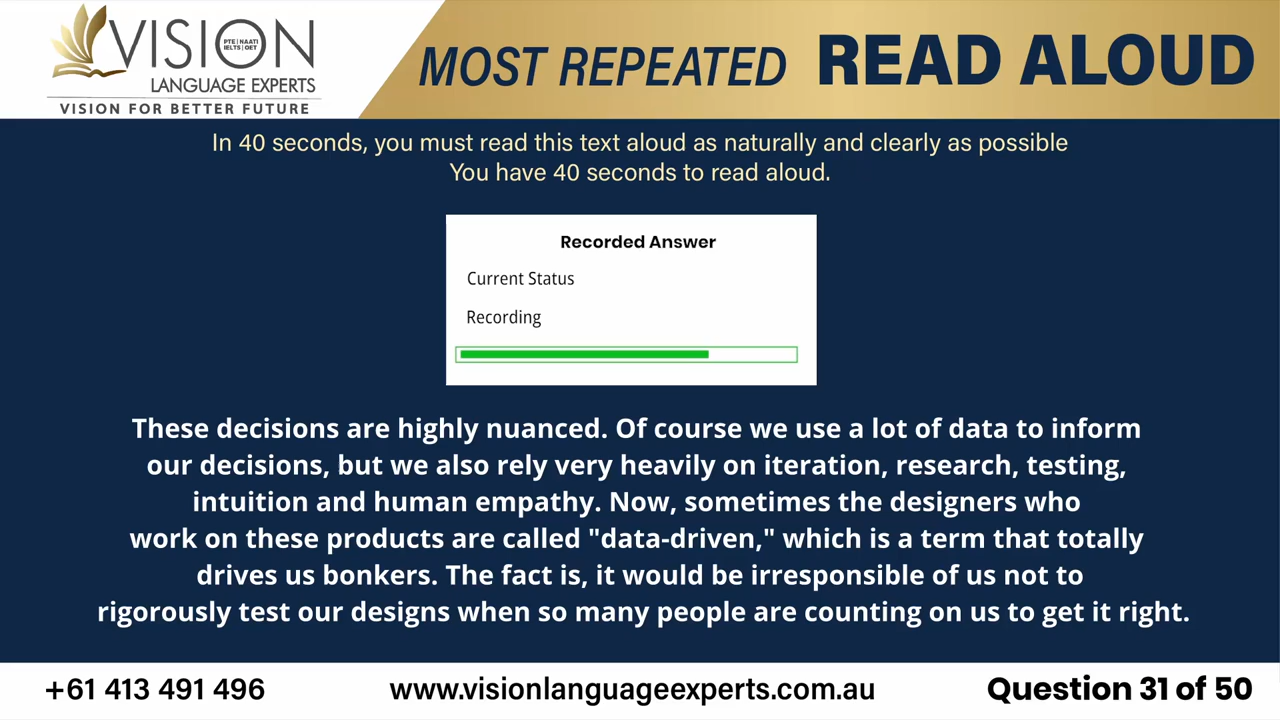 VISION
PTE | NAATI
IELTS | OET
LANGUAGE EXPERTS
VISION FOR BETTER FUTURE
MOST REPEATED READ ALOUD
In 40 seconds, you must read this text aloud as naturally and clearly as possible
You have 40 seconds to read aloud.
Recorded Answer
Current Status
Recording
These decisions are highly nuanced. Of course we use a lot of data to inform
our decisions, but we also rely very heavily on iteration, research, testing,
intuition and human empathy. Now, sometimes the designers who
work on these products are called "data-driven," which is a term that totally
drives us bonkers. The fact is, it would be irresponsible of us not to
rigorously test our designs when so many people are counting on us to get it right.
+61 413 491 496
www.visionlanguageexperts.com.au
Question 31 of 50